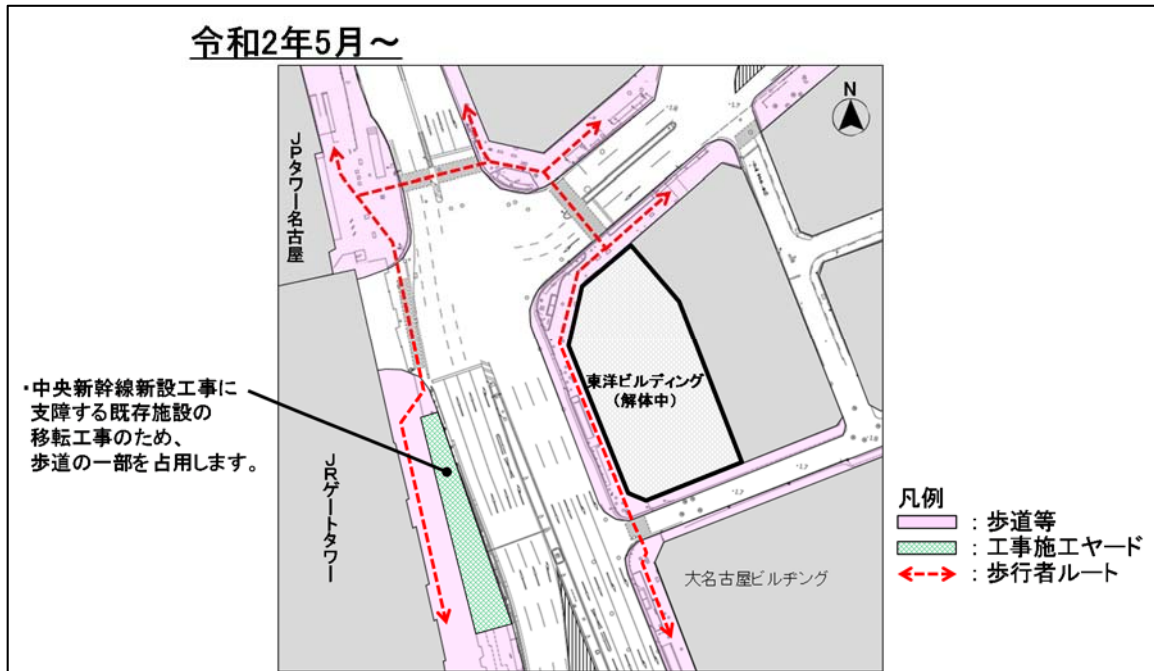 令和2年5月～
N
JPタワー名古屋
・中央新幹線新設工事に
支障する既存施設の
移転工事のため、
歩道の一部を占用します。
JRゲートタワー
東洋ビルディング
(解体中)
大名古屋ビルヂング
凡例
：歩道等
：工事施工ヤード
：歩行者ルート